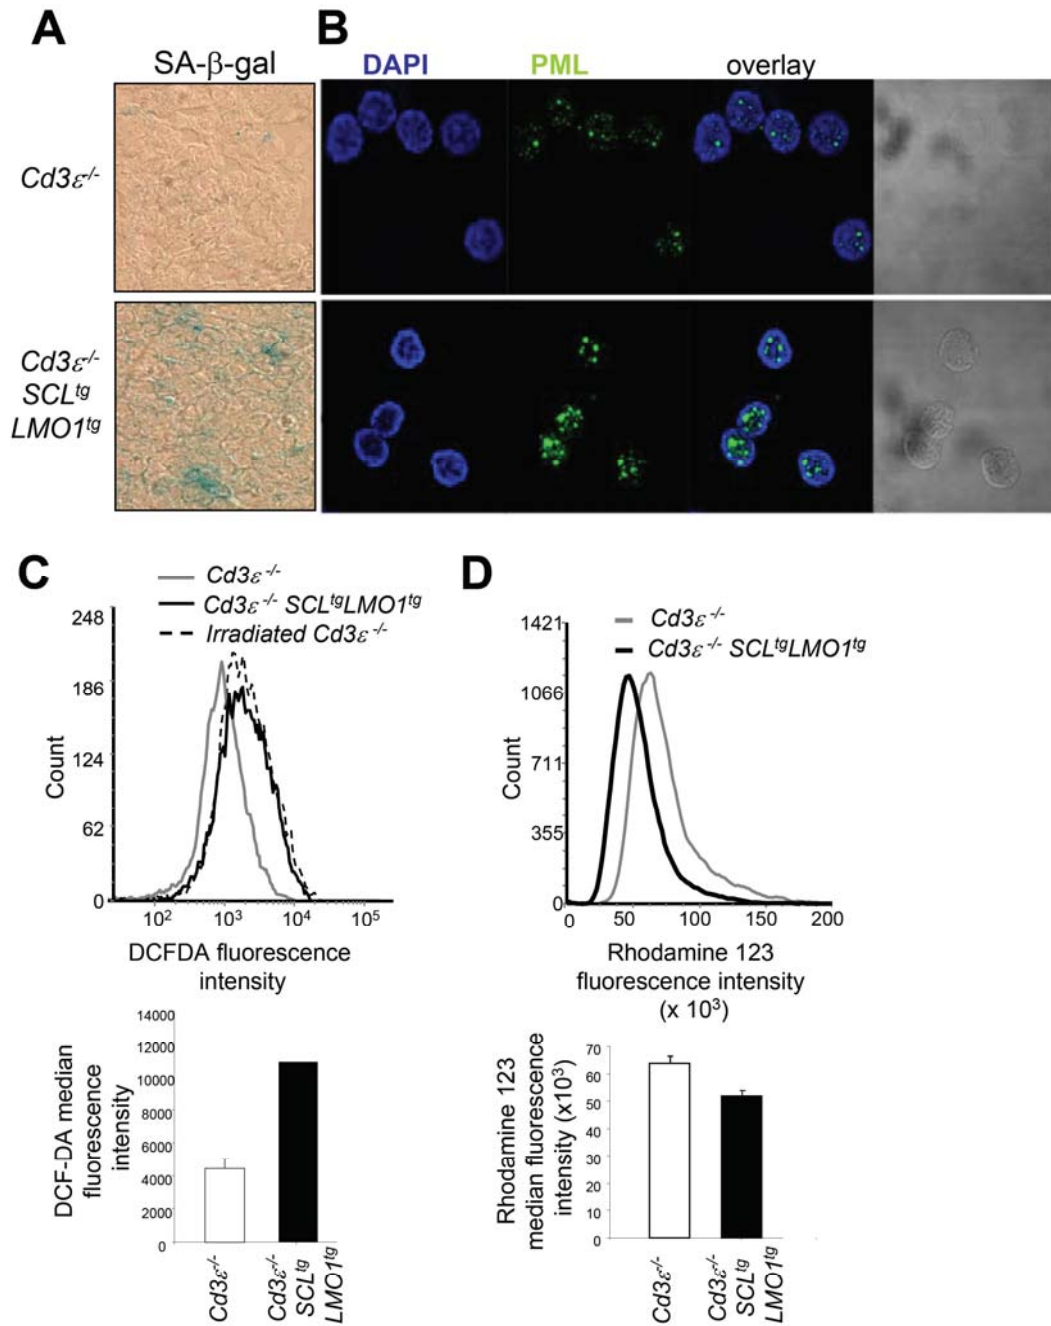 A
B
SA-β-gal
DAPI
PML
overlay
Cd3ε-/-
Cd3ε-/-
SCLtg
LMO1tg
C
Cd3ε -/-
Cd3ε-/- SCLtgLMO1tg
Irradiated Cd3ε-/-
248
186
124
62
0
Count
10² 10³ 10⁴ 10⁵
DCFDA fluorescence
intensity
14000
12000
10000
8000
6000
4000
2000
0
DCF-DA median
fluorescence
intensity
Cd3ε-/-
Cd3ε-/-
SCLtg
LMO1tg
D
Cd3ε -/-
Cd3ε-/- SCLtgLMO1tg
1421
1066
711
355
0
Count
0 50 100 150 200
Rhodamine 123
fluorescence intensity
(x 10³)
70
60
50
40
30
20
10
0
Rhodamine 123
median fluorescence
intensity (x10³)
Cd3ε-/-
Cd3ε-/-
SCLtg
LMO1tg